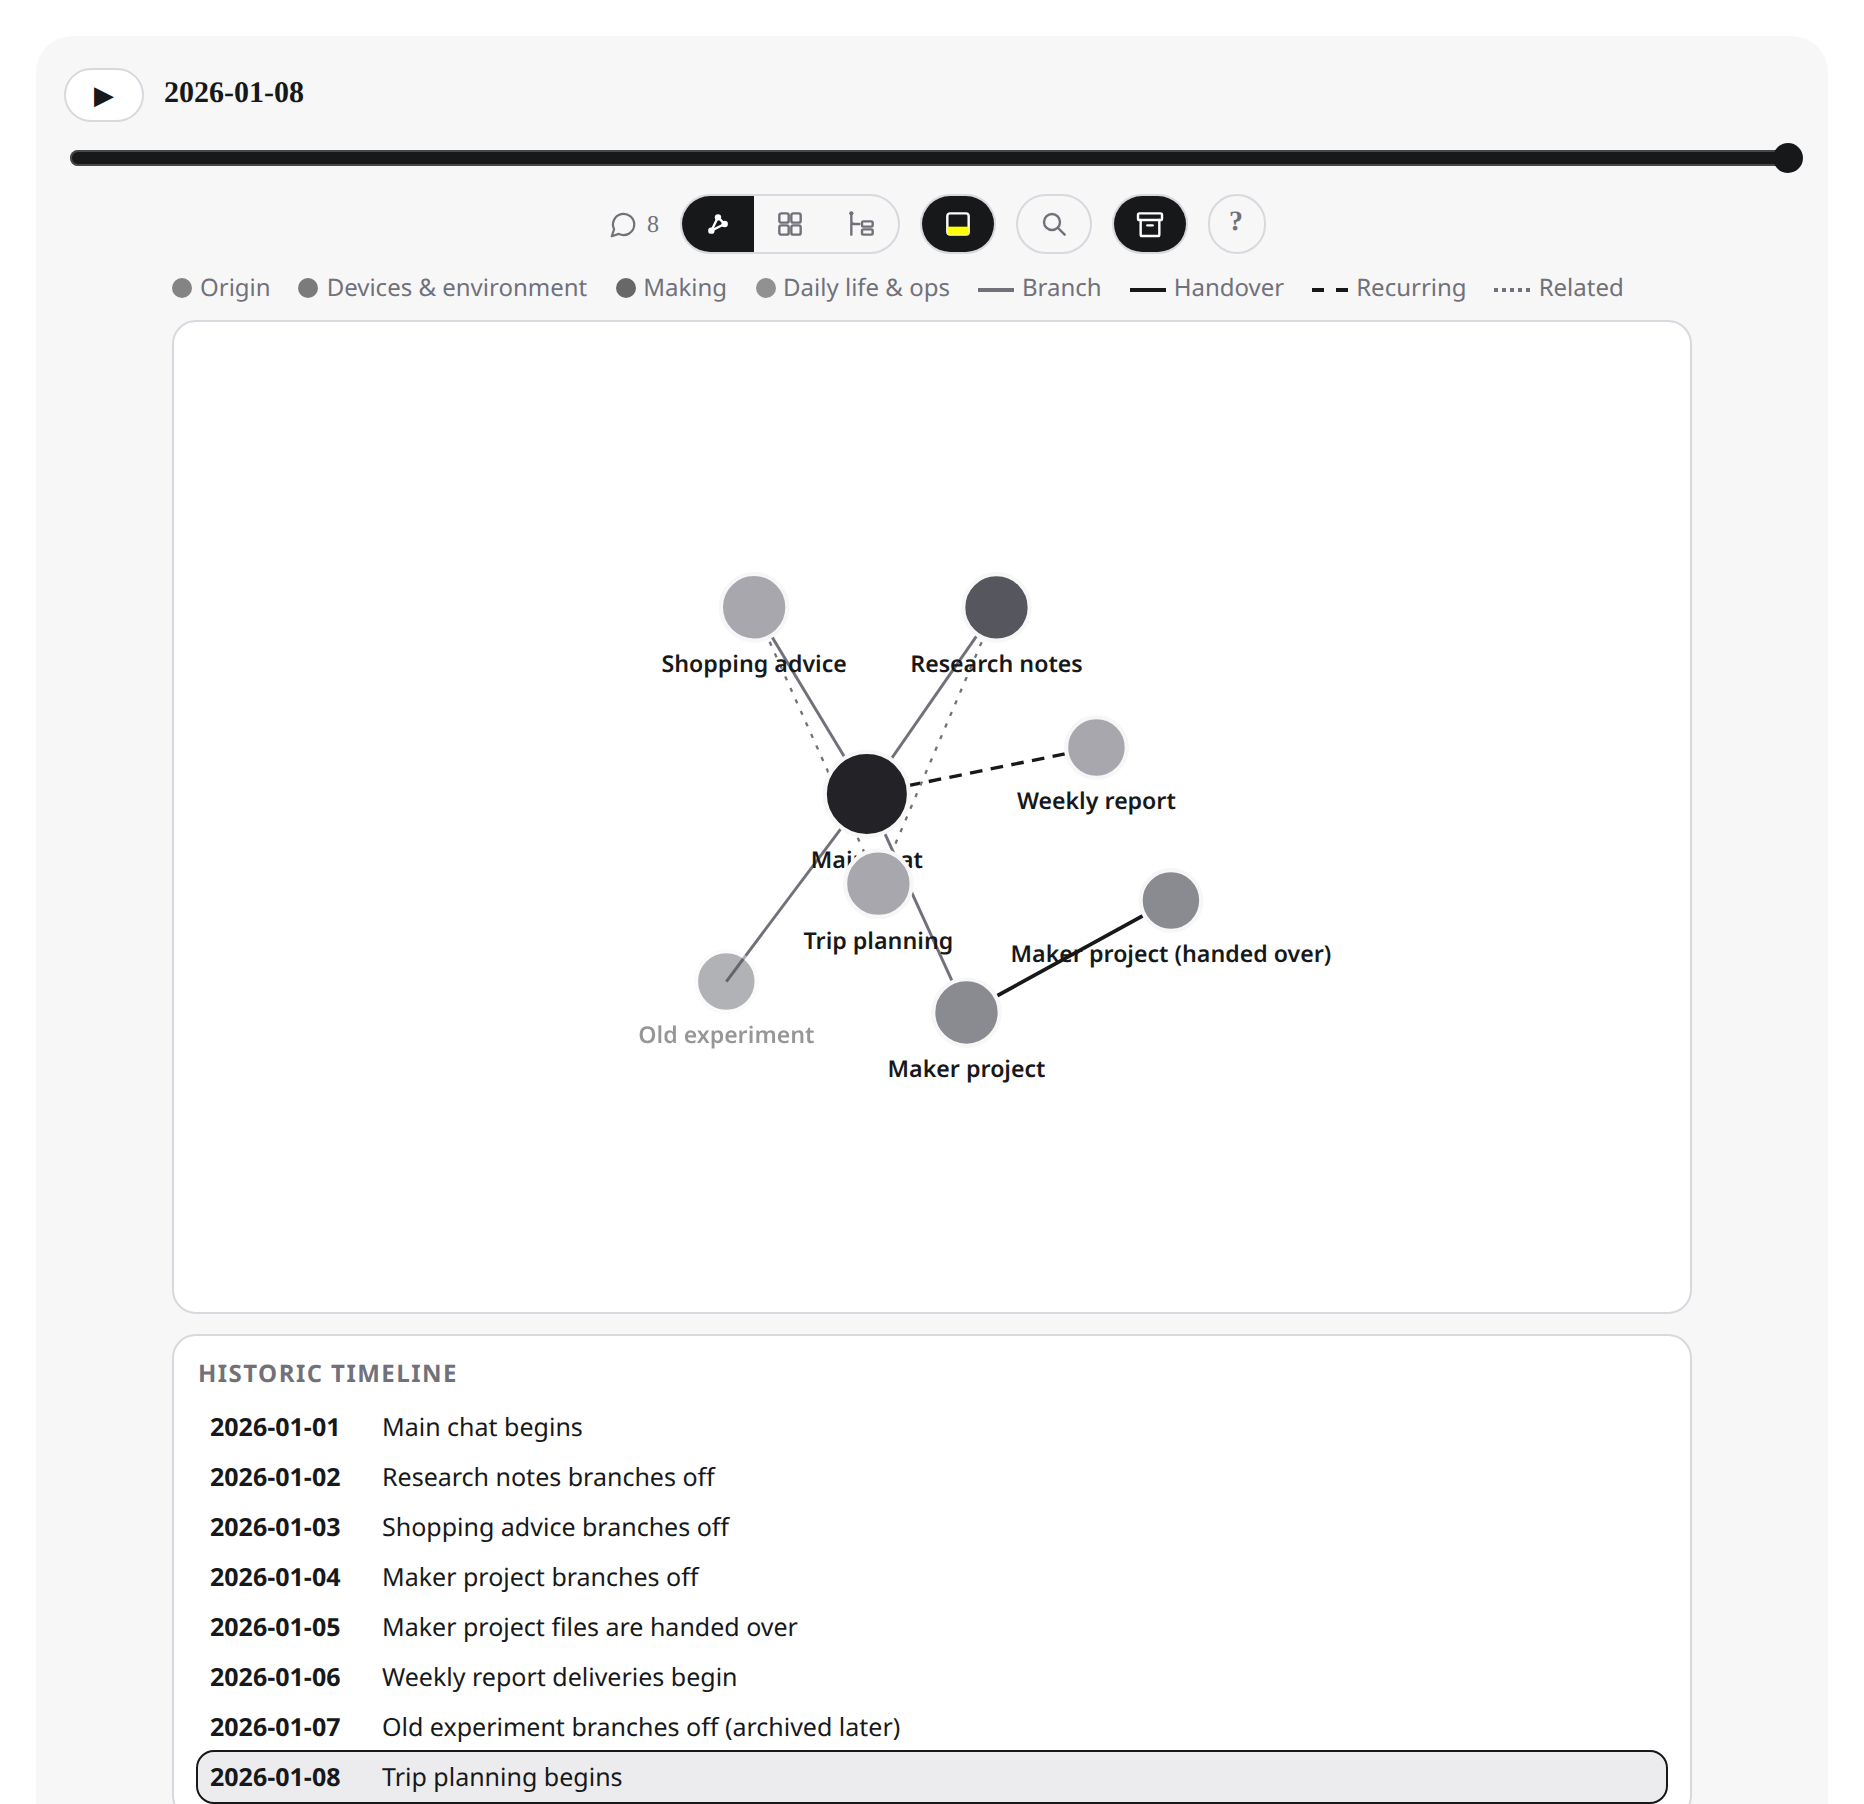 ▶ 2026-01-08
8 ?
Origin Devices & environment Making Daily life & ops Branch Handover Recurring Related
Shopping advice Research notes
Weekly report
Trip planning
Maker project (handed over)
Old experiment
Maker project
HISTORIC TIMELINE
2026-01-01 Main chat begins
2026-01-02 Research notes branches off
2026-01-03 Shopping advice branches off
2026-01-04 Maker project branches off
2026-01-05 Maker project files are handed over
2026-01-06 Weekly report deliveries begin
2026-01-07 Old experiment branches off (archived later)
2026-01-08 Trip planning begins